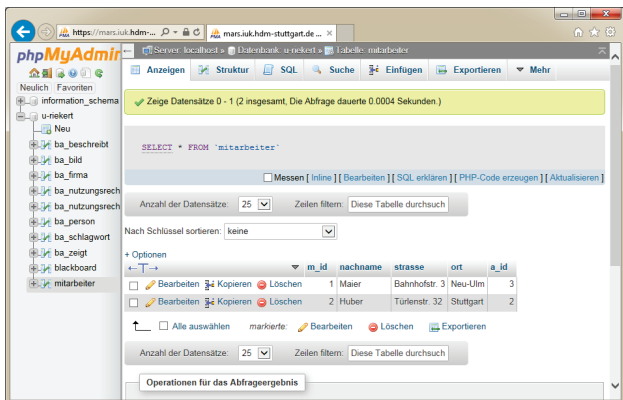 https://mars.iuk.hdm-...
mars.iuk.hdm-stuttgart.de ...
phpMyAdmin
Neulich Favoriten
information_schema
u-riekert
Neu
ba_beschreibt
ba_bild
ba_firma
ba_nutzungsrech
ba_nutzungsrech
ba_person
ba_schlagwort
ba_zeigt
blackboard
mitarbeiter
Server: localhost » Datenbank: u-riekert » Tabelle: mitarbeiter
Anzeigen Struktur SQL Suche Einfügen Exportieren Mehr
Zeige Datensätze 0 - 1 (2 insgesamt, Die Abfrage dauerte 0.0004 Sekunden.)
SELECT * FROM `mitarbeiter`
Messen [ Inline ] [ Bearbeiten ] [ SQL erklären ] [ PHP-Code erzeugen ] [ Aktualisieren ]
Anzahl der Datensätze: 25 Zeilen filtern: Diese Tabelle durchsuch
Nach Schlüssel sortieren: keine
+ Optionen
←T→ m_id nachname strasse ort a_id
Bearbeiten Kopieren Löschen 1 Maier Bahnhofstr. 3 Neu-Ulm 3
Bearbeiten Kopieren Löschen 2 Huber Türlenstr. 32 Stuttgart 2
Alle auswählen markierte: Bearbeiten Löschen Exportieren
Anzahl der Datensätze: 25 Zeilen filtern: Diese Tabelle durchsuch
Operationen für das Abfrageergebnis